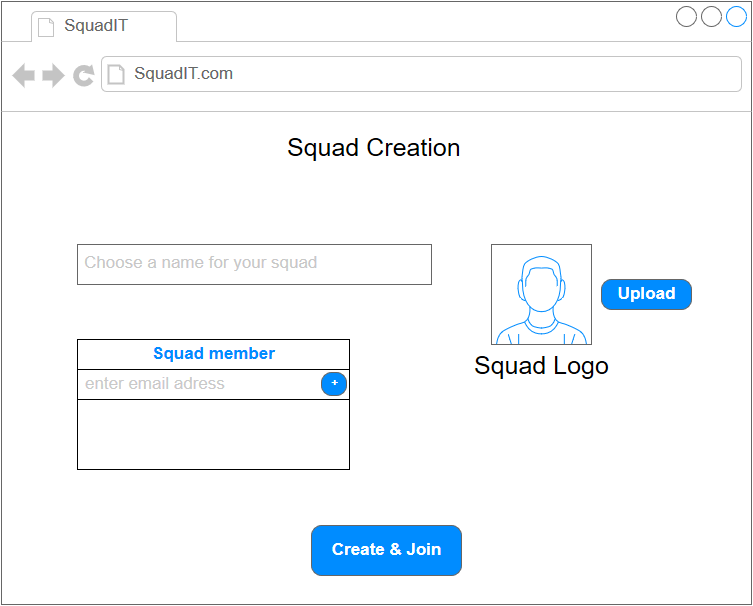 SquadIT
SquadIT.com
Squad Creation
Choose a name for your squad
Upload
Squad Logo
Squad member
enter email adress
+
Create & Join